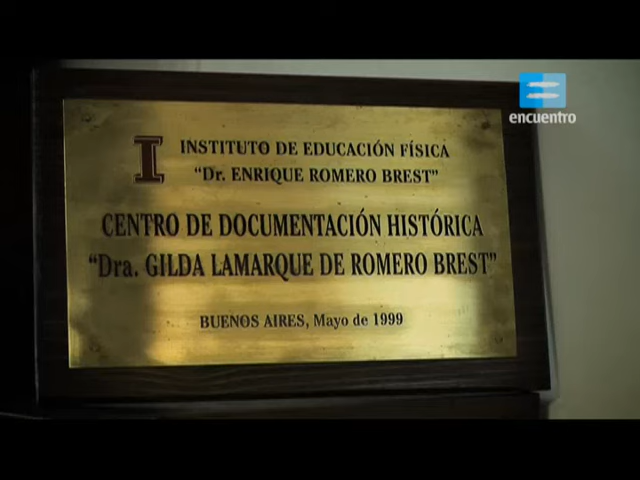 encuentro
I
INSTITUTO DE EDUCACIÓN FÍSICA
“Dr. ENRIQUE ROMERO BREST”
CENTRO DE DOCUMENTACIÓN HISTÓRICA
“Dra. GILDA LAMARQUE DE ROMERO BREST”
BUENOS AIRES, Mayo de 1999